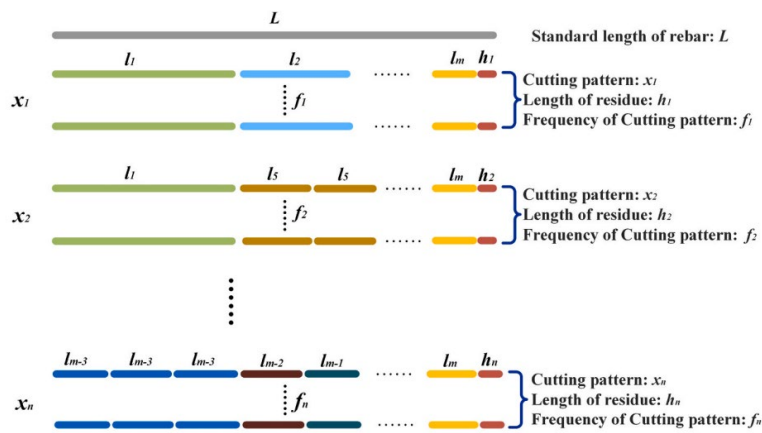 L
Standard length of rebar: L
l₁ l₂ ...... lₘ h₁
x₁
f₁
Cutting pattern: x₁
Length of residue: h₁
Frequency of Cutting pattern: f₁
l₁ l₅ l₅ lₘ h₂
x₂
f₂
Cutting pattern: x₂
Length of residue: h₂
Frequency of Cutting pattern: f₂
lₘ₋₃ lₘ₋₃ lₘ₋₃ lₘ₋₂ lₘ₋₁ lₘ hₙ
xₙ
fₙ
Cutting pattern: xₙ
Length of residue: hₙ
Frequency of Cutting pattern: fₙ